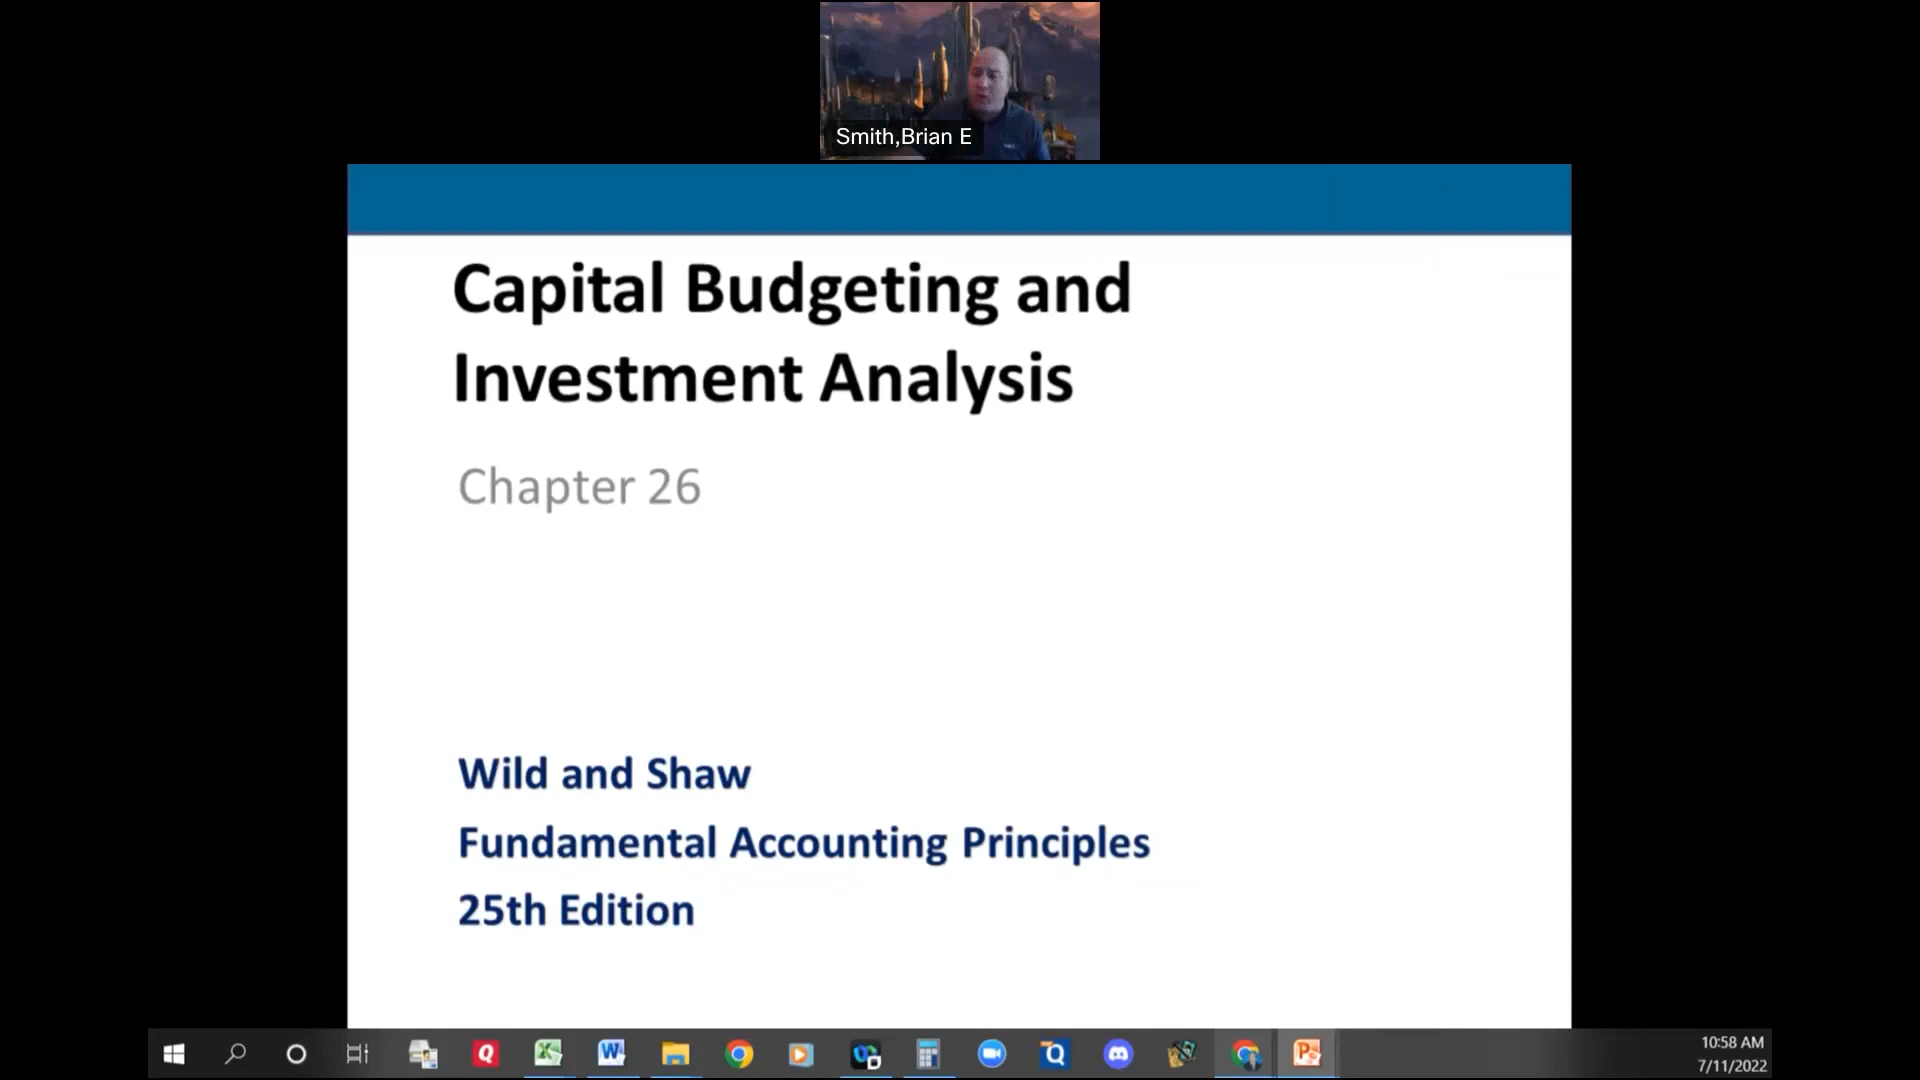 Smith,Brian E
Capital Budgeting and
Investment Analysis
Chapter 26
Wild and Shaw
Fundamental Accounting Principles
25th Edition
10:58 AM
7/11/2022